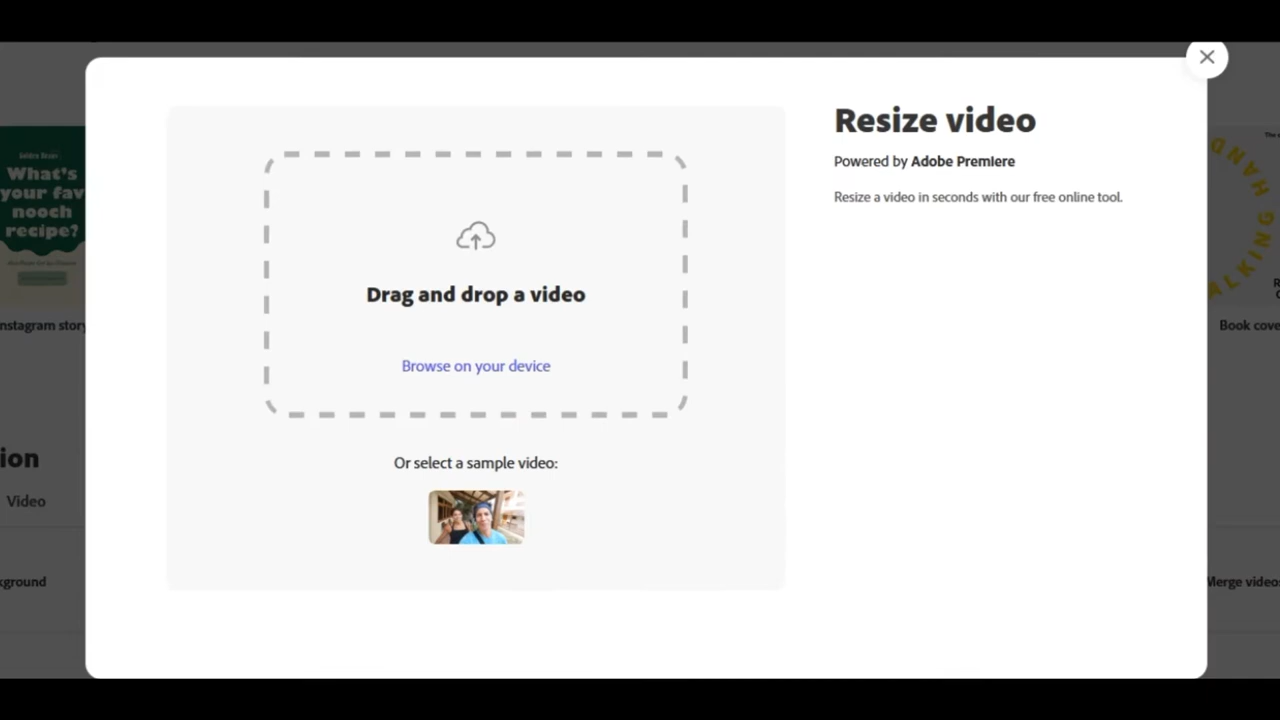 Resize video
Powered by Adobe Premiere
Resize a video in seconds with our free online tool.
Drag and drop a video
Browse on your device
Or select a sample video:
What's
your fav
nooch
recipe?
nstagram story
ion
Video
kground
Book cove
Merge video
HAND
ALKING